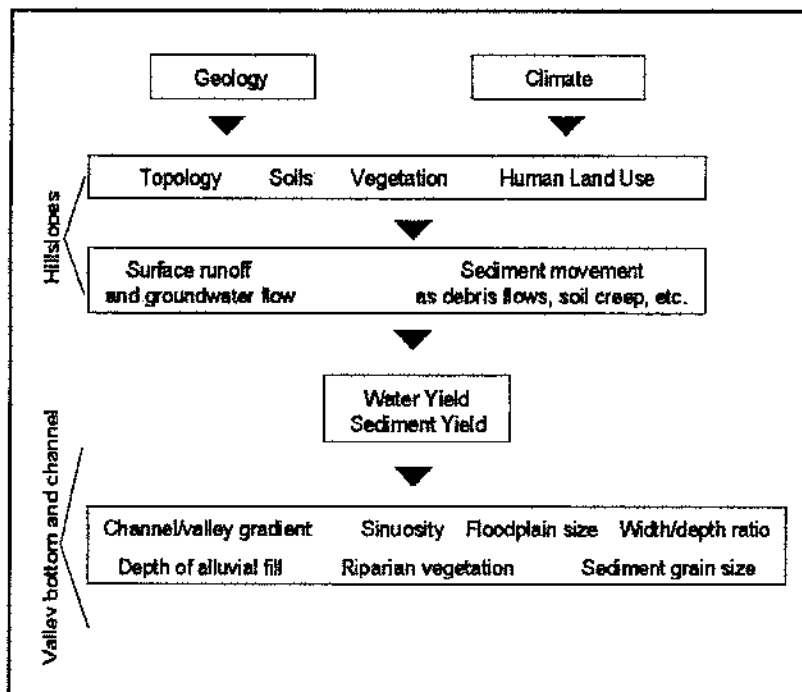 Geology Climate
Topology Soils Vegetation Human Land Use
Hillslopes
Surface runoff
and groundwater flow
Sediment movement
as debris flows, soil creep, etc.
Water Yield
Sediment Yield
Valley bottom and channel
Channel/valley gradient Sinuosity Floodplain size Width/depth ratio
Depth of alluvial fill Riparian vegetation Sediment grain size